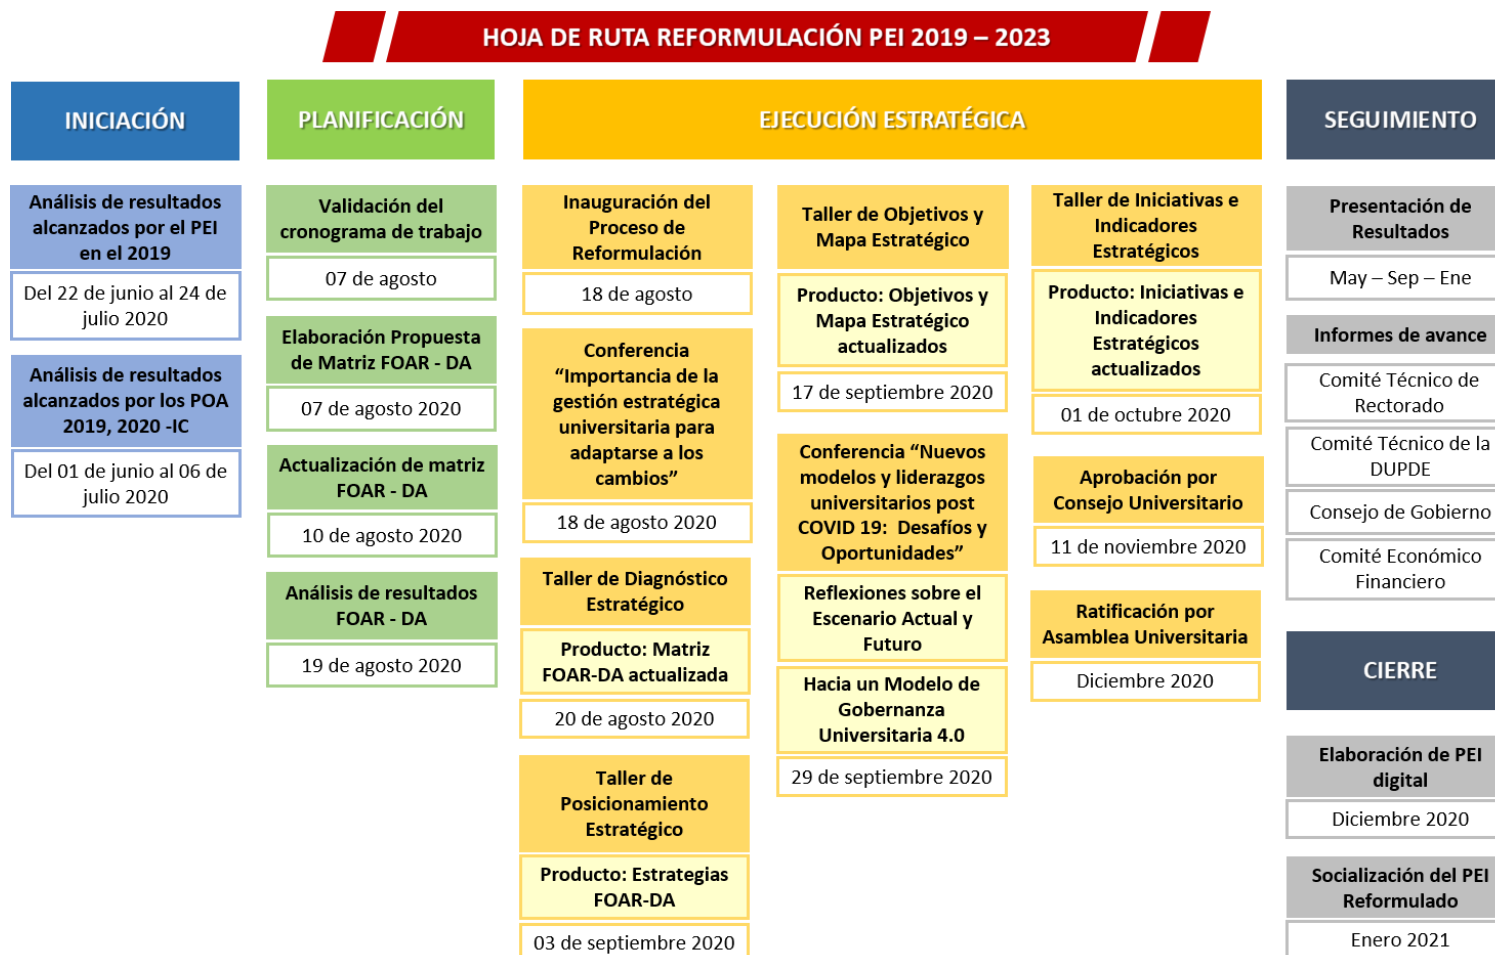 HOJA DE RUTA REFORMULACIÓN PEI 2019 – 2023
INICIACIÓN
Análisis de resultados
alcanzados por el PEI
en el 2019
Del 22 de junio al 24 de
julio 2020
Análisis de resultados
alcanzados por los POA
2019, 2020 -IC
Del 01 de junio al 06 de
julio 2020
PLANIFICACIÓN
Validación del
cronograma de trabajo
07 de agosto
Elaboración Propuesta
de Matriz FOAR - DA
07 de agosto 2020
Actualización de matriz
FOAR - DA
10 de agosto 2020
Análisis de resultados
FOAR - DA
19 de agosto 2020
EJECUCIÓN ESTRATÉGICA
Inauguración del
Proceso de
Reformulación
18 de agosto
Conferencia
“Importancia de la
gestión estratégica
universitaria para
adaptarse a los
cambios”
18 de agosto 2020
Taller de Diagnóstico
Estratégico
Producto: Matriz
FOAR-DA actualizada
20 de agosto 2020
Taller de
Posicionamiento
Estratégico
Producto: Estrategias
FOAR-DA
03 de septiembre 2020
Taller de Objetivos y
Mapa Estratégico
Producto: Objetivos y
Mapa Estratégico
actualizados
17 de septiembre 2020
Conferencia “Nuevos
modelos y liderazgos
universitarios post
COVID 19:  Desafíos y
Oportunidades”
Reflexiones sobre el
Escenario Actual y
Futuro
Hacia un Modelo de
Gobernanza
Universitaria 4.0
29 de septiembre 2020
Taller de Iniciativas e
Indicadores
Estratégicos
Producto: Iniciativas e
Indicadores
Estratégicos
actualizados
01 de octubre 2020
Aprobación por
Consejo Universitario
11 de noviembre 2020
Ratificación por
Asamblea Universitaria
Diciembre 2020
SEGUIMIENTO
Presentación de
Resultados
May – Sep – Ene
Informes de avance
Comité Técnico de
Rectorado
Comité Técnico de la
DUPDE
Consejo de Gobierno
Comité Económico
Financiero
CIERRE
Elaboración de PEI
digital
Diciembre 2020
Socialización del PEI
Reformulado
Enero 2021